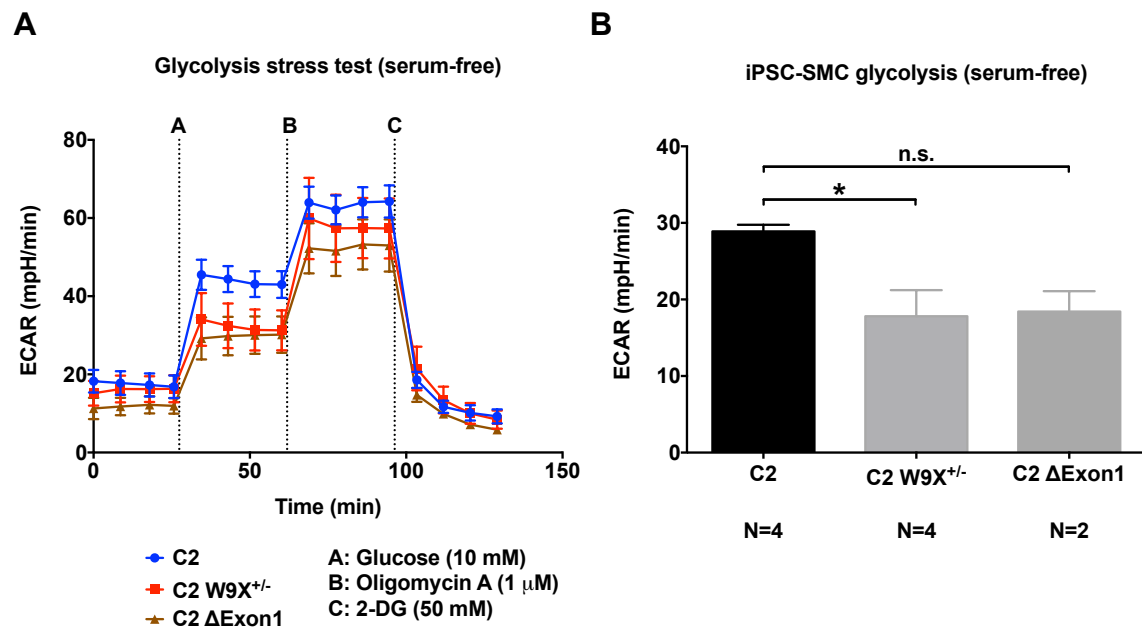 A
Glycolysis stress test (serum-free)
A B C
80
60
40
20
0
ECAR (mpH/min)
0 50 100 150
Time (min)
C2
C2 W9X+/-
C2 ΔExon1
A: Glucose (10 mM)
B: Oligomycin A (1 μM)
C: 2-DG (50 mM)
B
iPSC-SMC glycolysis (serum-free)
n.s.
*
40
30
20
10
0
ECAR (mpH/min)
C2 C2 W9X+/- C2 ΔExon1
N=4 N=4 N=2